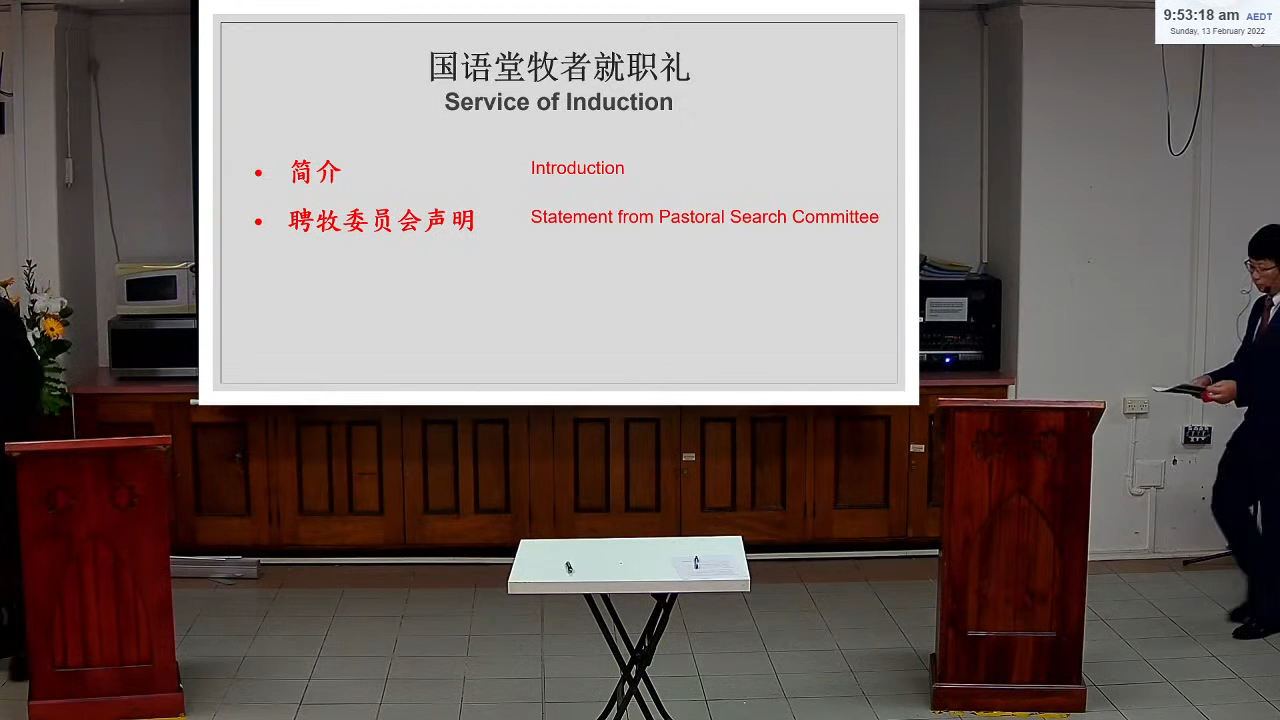 9:53:18 am AEDT
Sunday, 13 February 2022
国语堂牧者就职礼
Service of Induction
• 简介 Introduction
• 聘牧委员会声明 Statement from Pastoral Search Committee